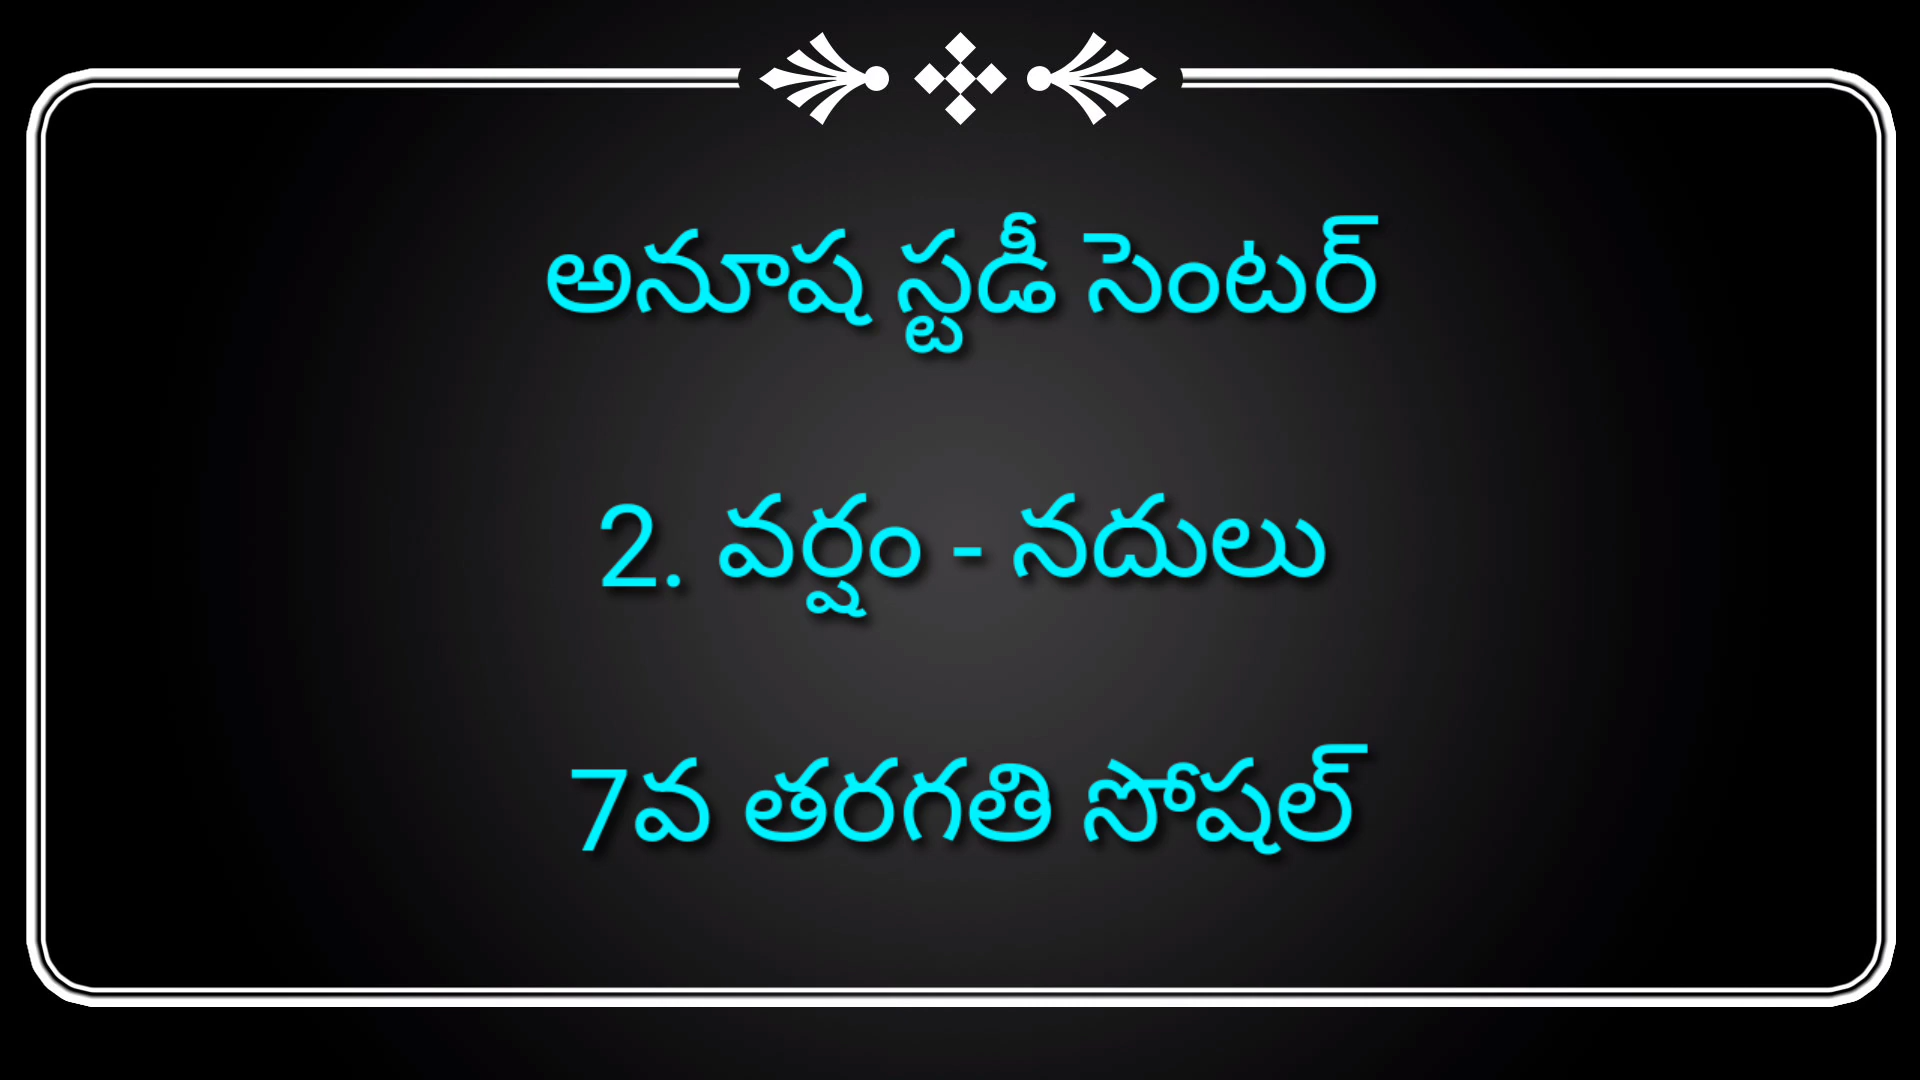 అనూష స్టడీ సెంటర్
2. వర్షం - నదులు
7వ తరగతి సోషల్